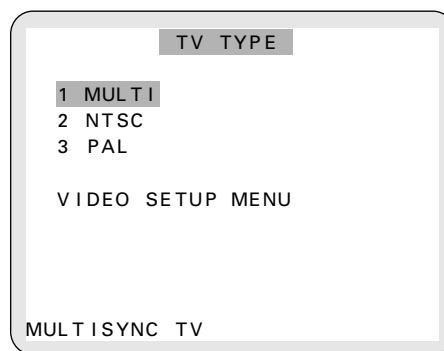 TV TYPE
1 MULTI
2 NTSC
3 PAL
VIDEO SETUP MENU
MULTISYNC TV